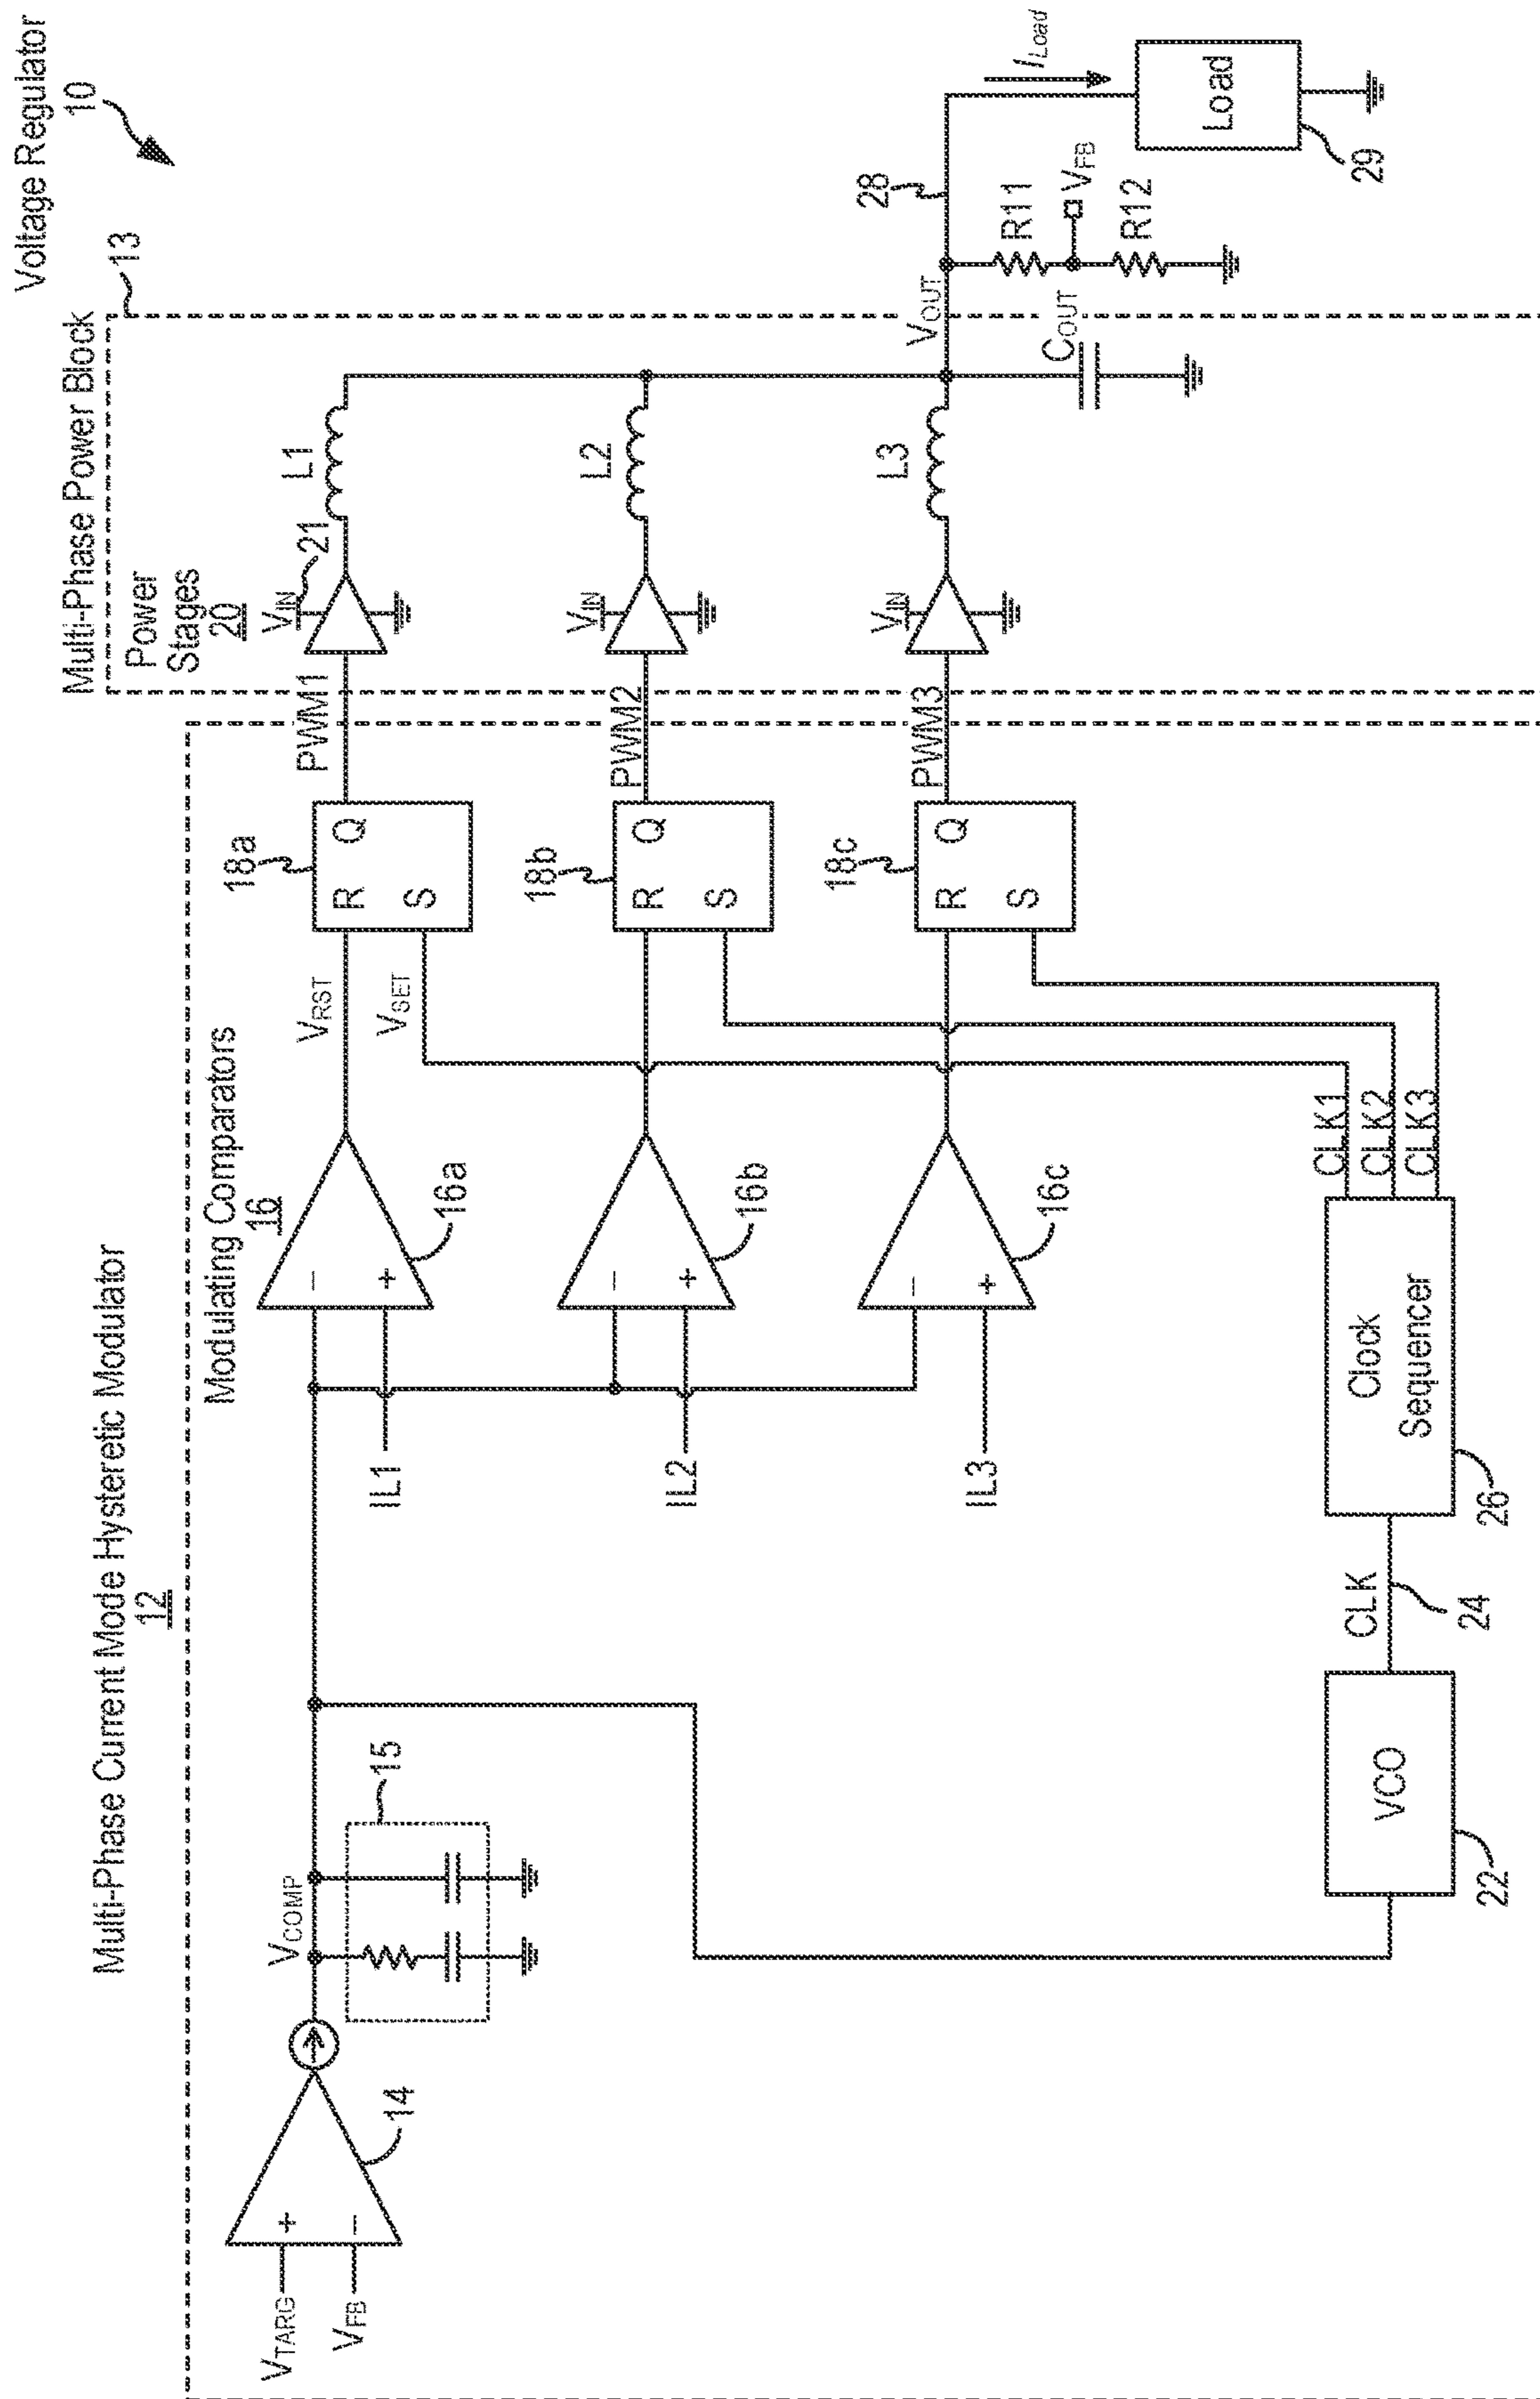 Voltage Regulator
10
Multi-Phase Current Mode Hysteretic Modulator
12
Multi-Phase Power Block
13
Modulating Comparators
16
Power
Stages
20
VTARG
VFB
+
−
14
VCOMP
15
IL1
−
+
16a
VRST
VSET
18a
R
S
Q
PWM1
VIN
21
L1
IL2
−
+
16b
18b
R
S
Q
PWM2
VIN
L2
IL3
−
+
16c
18c
R
S
Q
PWM3
VIN
L3
VOUT
COUT
28
R11
VFB
R12
ILoad
Load
29
VCO
22
CLK
24
Clock
Sequencer
26
CLK1
CLK2
CLK3